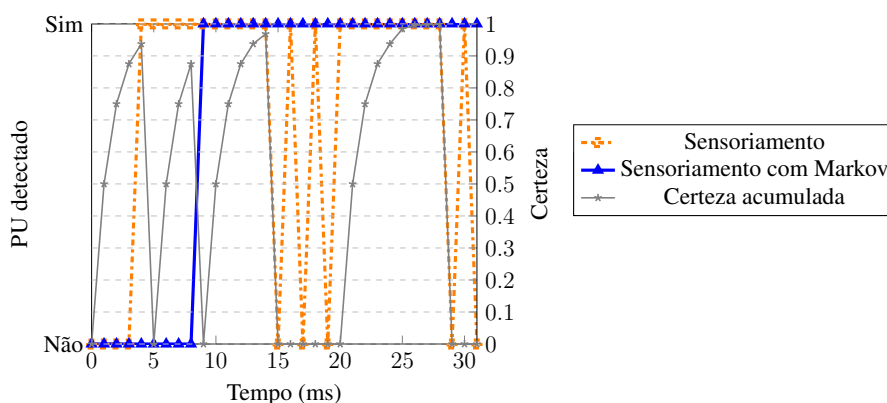 Sim
Não
PU detectado
0
5
10
15
20
25
30
Tempo (ms)
1
0.9
0.8
0.7
0.6
0.5
0.4
0.3
0.2
0.1
0
Certeza
Sensoriamento
Sensoriamento com Markov
Certeza acumulada